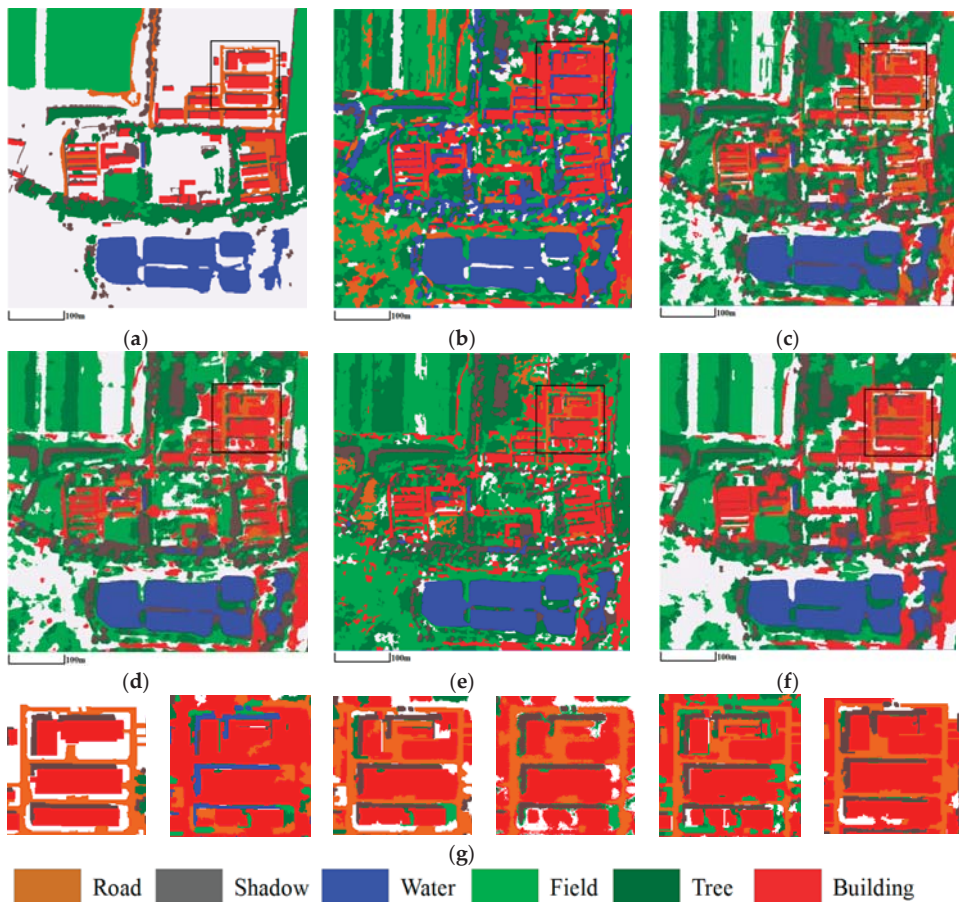 100m 100m 100m
(a) (b) (c)
100m 100m 100m
(d) (e) (f)
(g)
Road Shadow Water Field Tree Building